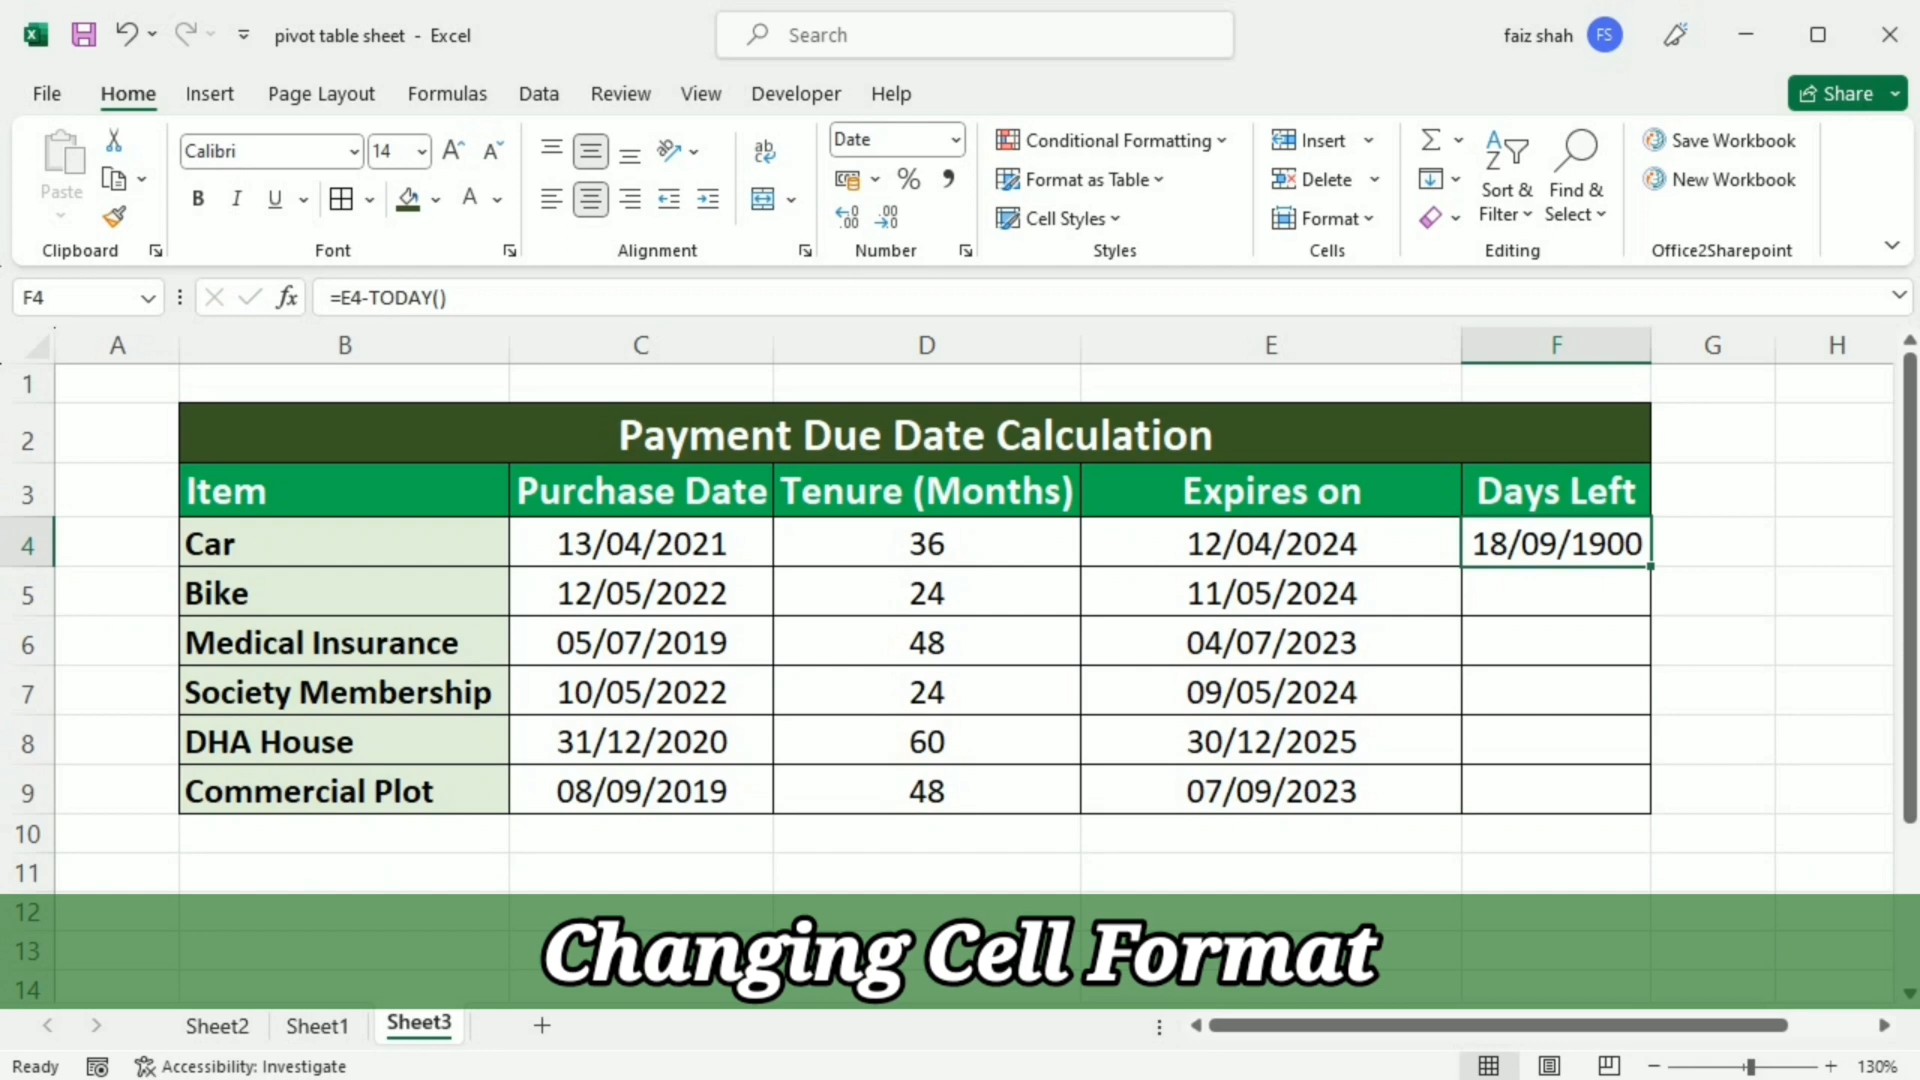 pivot table sheet - Excel
Search
faiz shah FS
File Home Insert Page Layout Formulas Data Review View Developer Help Share
Paste
Clipboard
Calibri 14
B I U A
Font
ab
Alignment
Date
%
Number
Conditional Formatting
Format as Table
Cell Styles
Styles
Insert
Delete
Format
Cells
Sort & Filter
Find & Select
Editing
Save Workbook
New Workbook
Office2Sharepoint
F4 fx =E4-TODAY()
A B C D E F G H
1
2 Payment Due Date Calculation
3 Item Purchase Date Tenure (Months) Expires on Days Left
4 Car 13/04/2021 36 12/04/2024 18/09/1900
5 Bike 12/05/2022 24 11/05/2024
6 Medical Insurance 05/07/2019 48 04/07/2023
7 Society Membership 10/05/2022 24 09/05/2024
8 DHA House 31/12/2020 60 30/12/2025
9 Commercial Plot 08/09/2019 48 07/09/2023
10
11
12
13
14
Changing Cell Format
Sheet2 Sheet1 Sheet3
Ready Accessibility: Investigate 130%